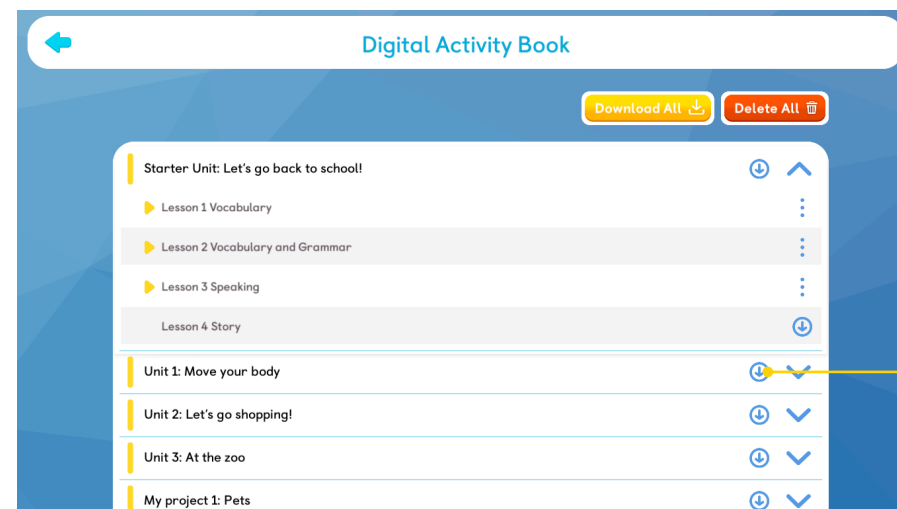 Digital Activity Book
Download All
Delete All
Starter Unit: Let's go back to school!
Lesson 1 Vocabulary
Lesson 2 Vocabulary and Grammar
Lesson 3 Speaking
Lesson 4 Story
Unit 1: Move your body
Unit 2: Let's go shopping!
Unit 3: At the zoo
My project 1: Pets